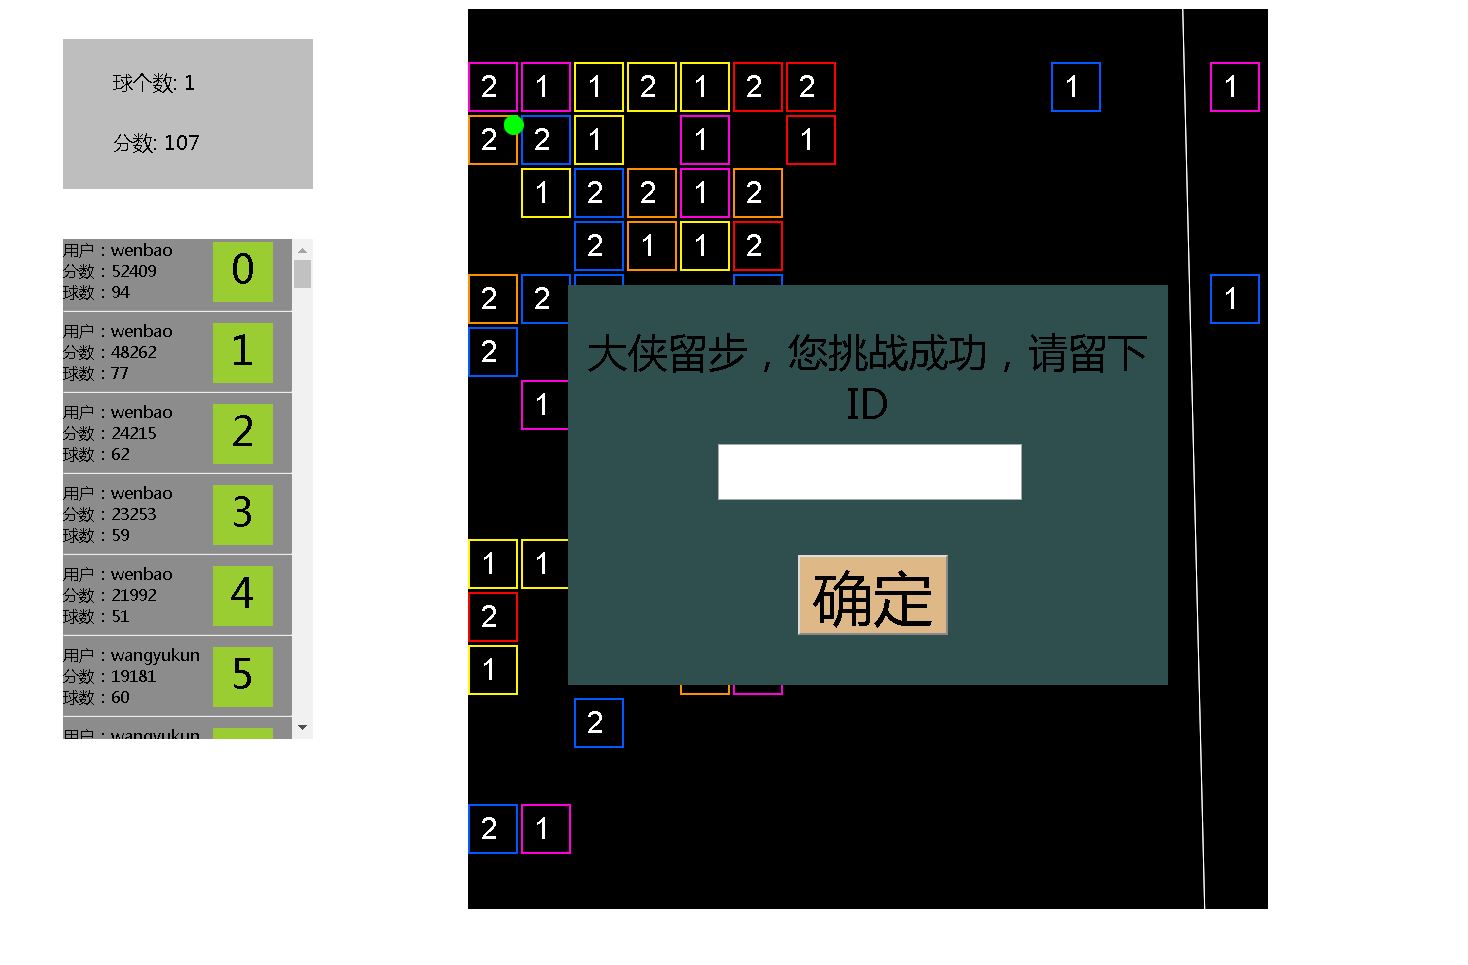 球个数: 1
分数: 107
用户：wenbao
分数：52409
球数：94
0
用户：wenbao
分数：48262
球数：77
1
用户：wenbao
分数：24215
球数：62
2
用户：wenbao
分数：23253
球数：59
3
用户：wenbao
分数：21992
球数：51
4
用户：wangyukun
分数：19181
球数：60
5
用户：wangyukun
2 1 1 2 1 2 2 1 1
2 2 1 1 1
1 2 2 1 2
2 1 1 2
2 2 1
2
1
大侠留步，您挑战成功，请留下
ID
确定
1 1
2
1
2
2 1